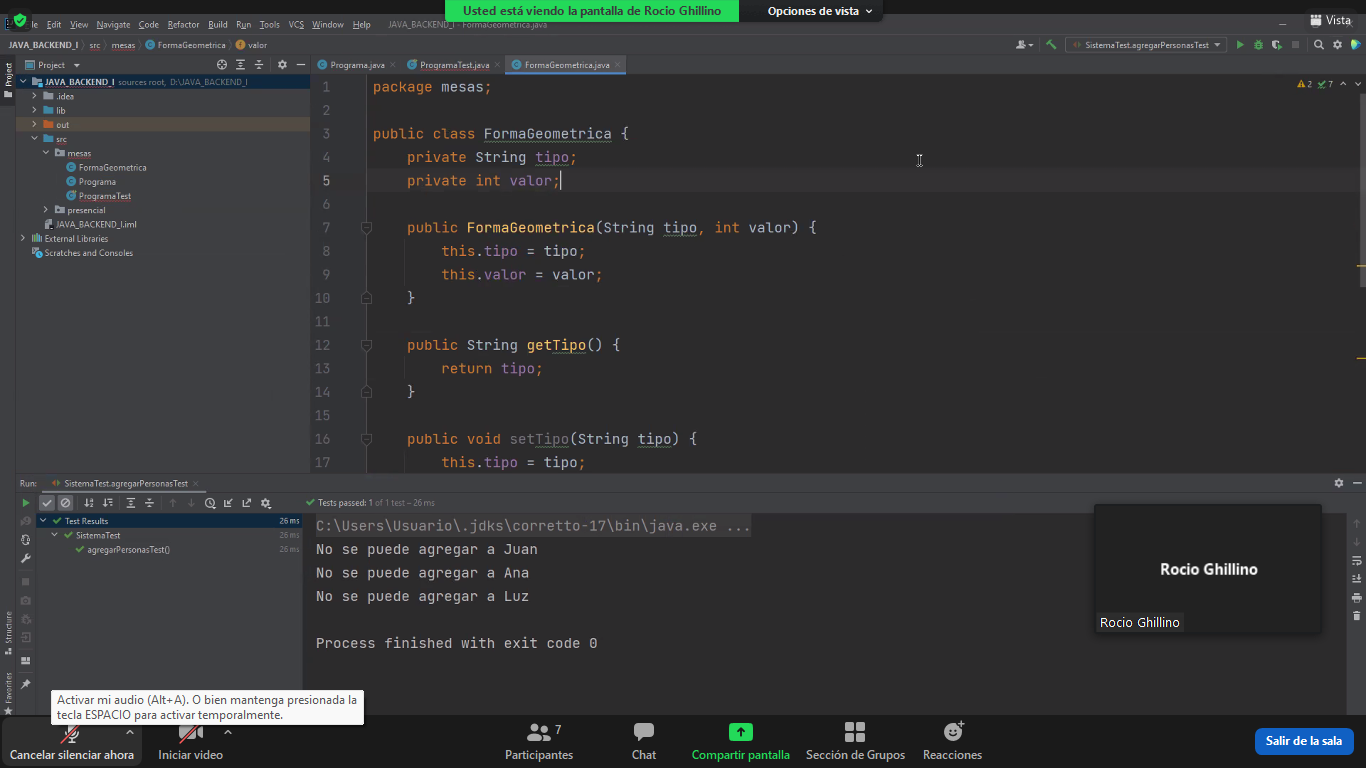 Usted está viendo la pantalla de Rocio Ghillino
Opciones de vista
Edit View Navigate Code Refactor Build Run Tools VCS Window Help JAVA_BACKEND_I - FormaGeometrica.java
Vista
JAVA_BACKEND_I src mesas FormaGeometrica valor
SistemaTest.agregarPersonasTest
Project
Project
Programa.java ProgramaTest.java FormaGeometrica.java
JAVA_BACKEND_I sources root, D:\JAVA_BACKEND_I
.idea
lib
out
src
mesas
FormaGeometrica
Programa
ProgramaTest
presencial
JAVA_BACKEND_I.iml
External Libraries
Scratches and Consoles
2 7
1 package mesas;
2
3 public class FormaGeometrica {
4 private String tipo;
5 private int valor;
6
7 public FormaGeometrica(String tipo, int valor) {
8 this.tipo = tipo;
9 this.valor = valor;
10 }
11
12 public String getTipo() {
13 return tipo;
14 }
15
16 public void setTipo(String tipo) {
17 this.tipo = tipo;
Run: SistemaTest.agregarPersonasTest
Tests passed: 1 of 1 test – 26 ms
Test Results 26 ms
SistemaTest 26 ms
agregarPersonasTest() 26 ms
C:\Users\Usuario\.jdks\corretto-17\bin\java.exe ...
No se puede agregar a Juan
No se puede agregar a Ana
No se puede agregar a Luz
Process finished with exit code 0
Structure
Favorites
Rocio Ghillino
Rocio Ghillino
Activar mi audio (Alt+A). O bien mantenga presionada la
tecla ESPACIO para activar temporalmente.
Cancelar silenciar ahora
Iniciar video
7
Participantes
Chat
Compartir pantalla
Sección de Grupos
Reacciones
Salir de la sala